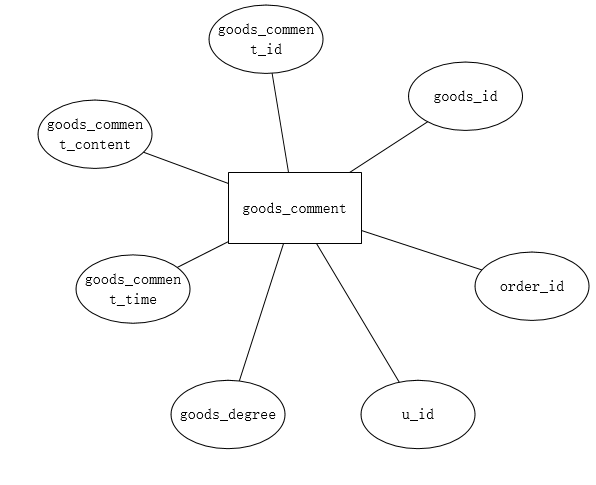 goods_commen
t_id
goods_id
goods_commen
t_content
goods_comment
goods_commen
t_time
order_id
goods_degree
u_id